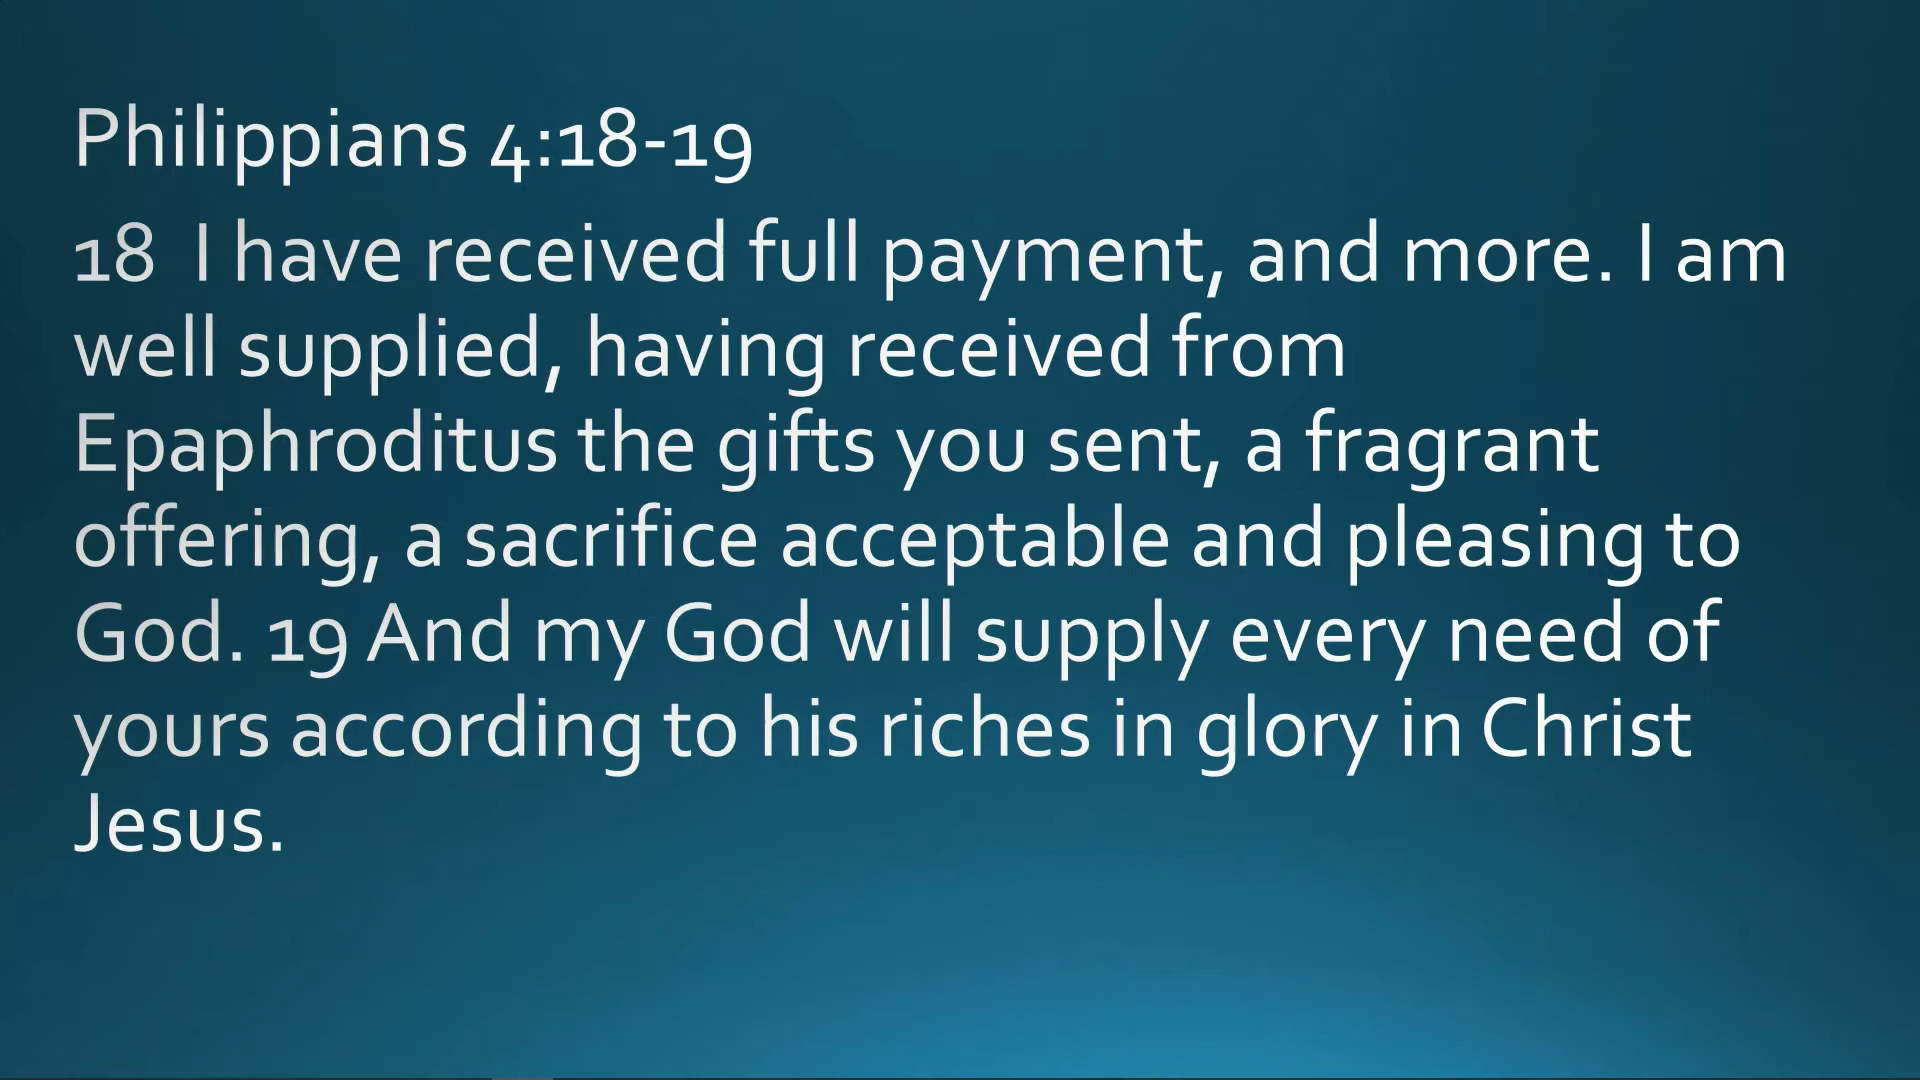 Philippians 4:18-19
18  I have received full payment, and more. I am
well supplied, having received from
Epaphroditus the gifts you sent, a fragrant
offering, a sacrifice acceptable and pleasing to
God. 19 And my God will supply every need of
yours according to his riches in glory in Christ
Jesus.